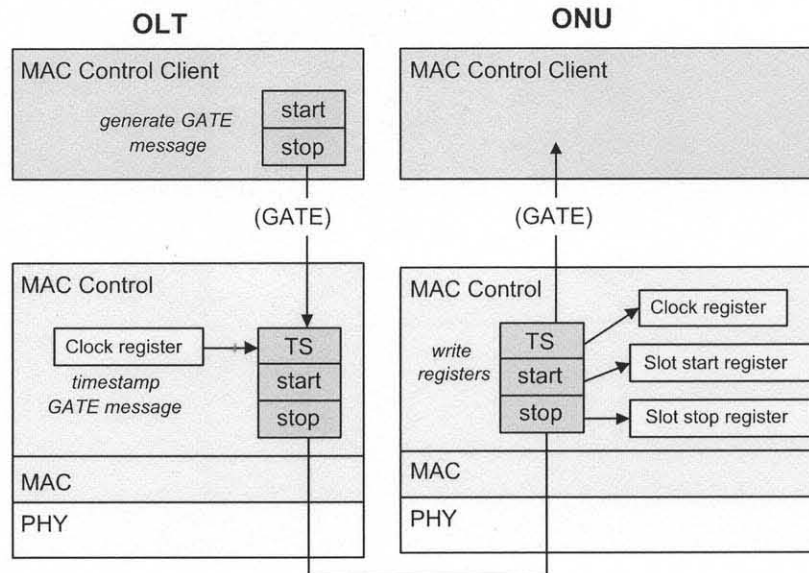 OLT
MAC Control Client
generate GATE
message
start
stop
(GATE)
MAC Control
Clock register
timestamp
GATE message
TS
start
stop
MAC
PHY
ONU
MAC Control Client
(GATE)
MAC Control
write
registers
TS
start
stop
Clock register
Slot start register
Slot stop register
MAC
PHY